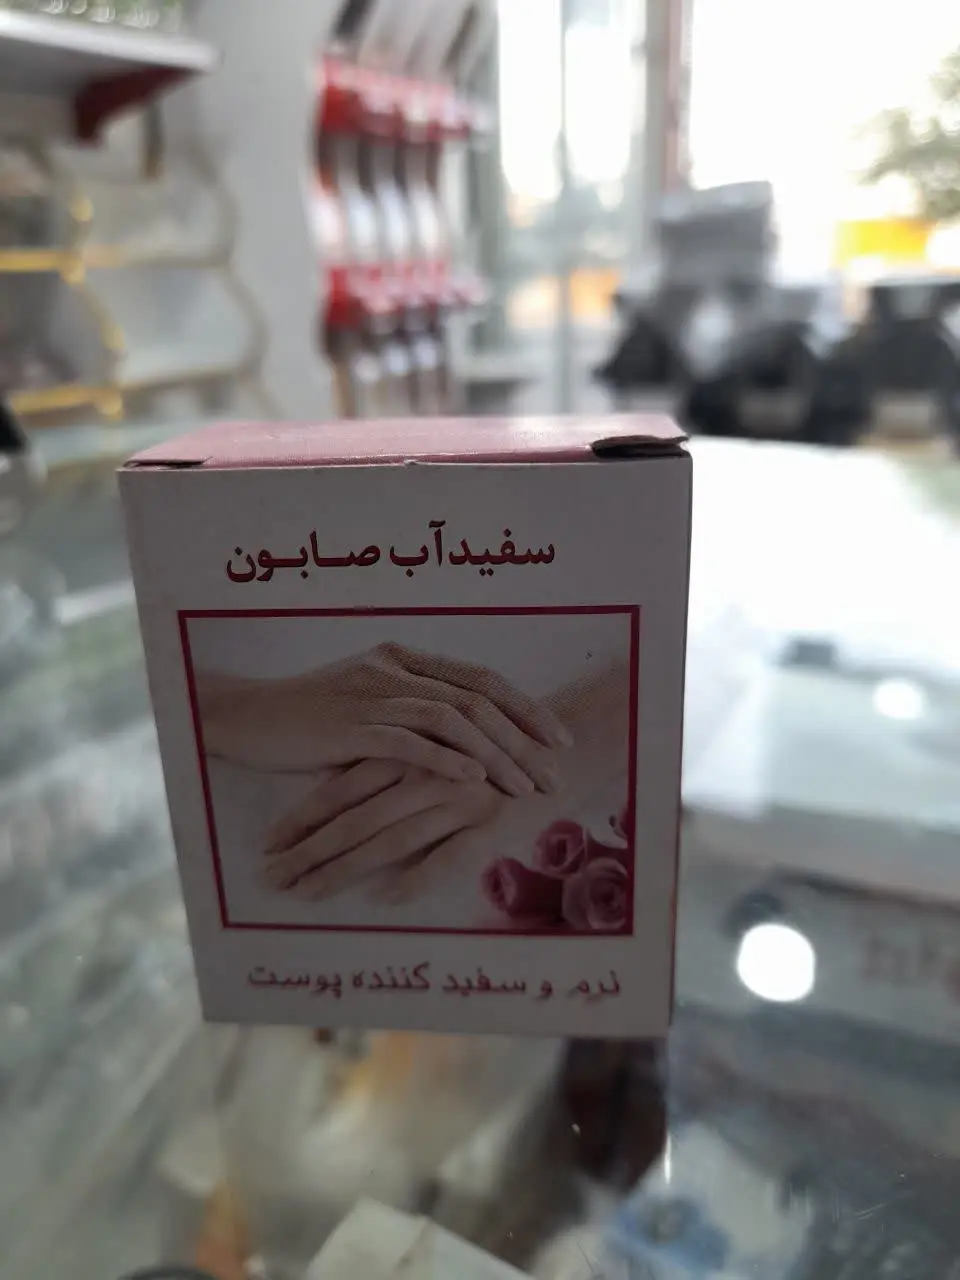 سفیدآب صابون
نرم و سفید کننده پوست